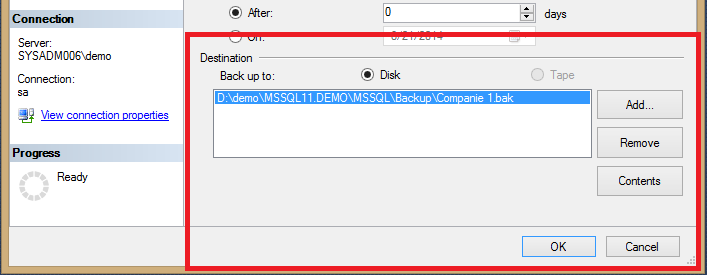 Connection
Server:
SYSADM006\demo
Connection:
sa
View connection properties
Progress
Ready
After:
0
days
On:
6/21/2014
Destination
Back up to:
Disk
Tape
D:\demo\MSSQL11.DEMO\MSSQL\Backup\Companie 1.bak
Add...
Remove
Contents
OK
Cancel